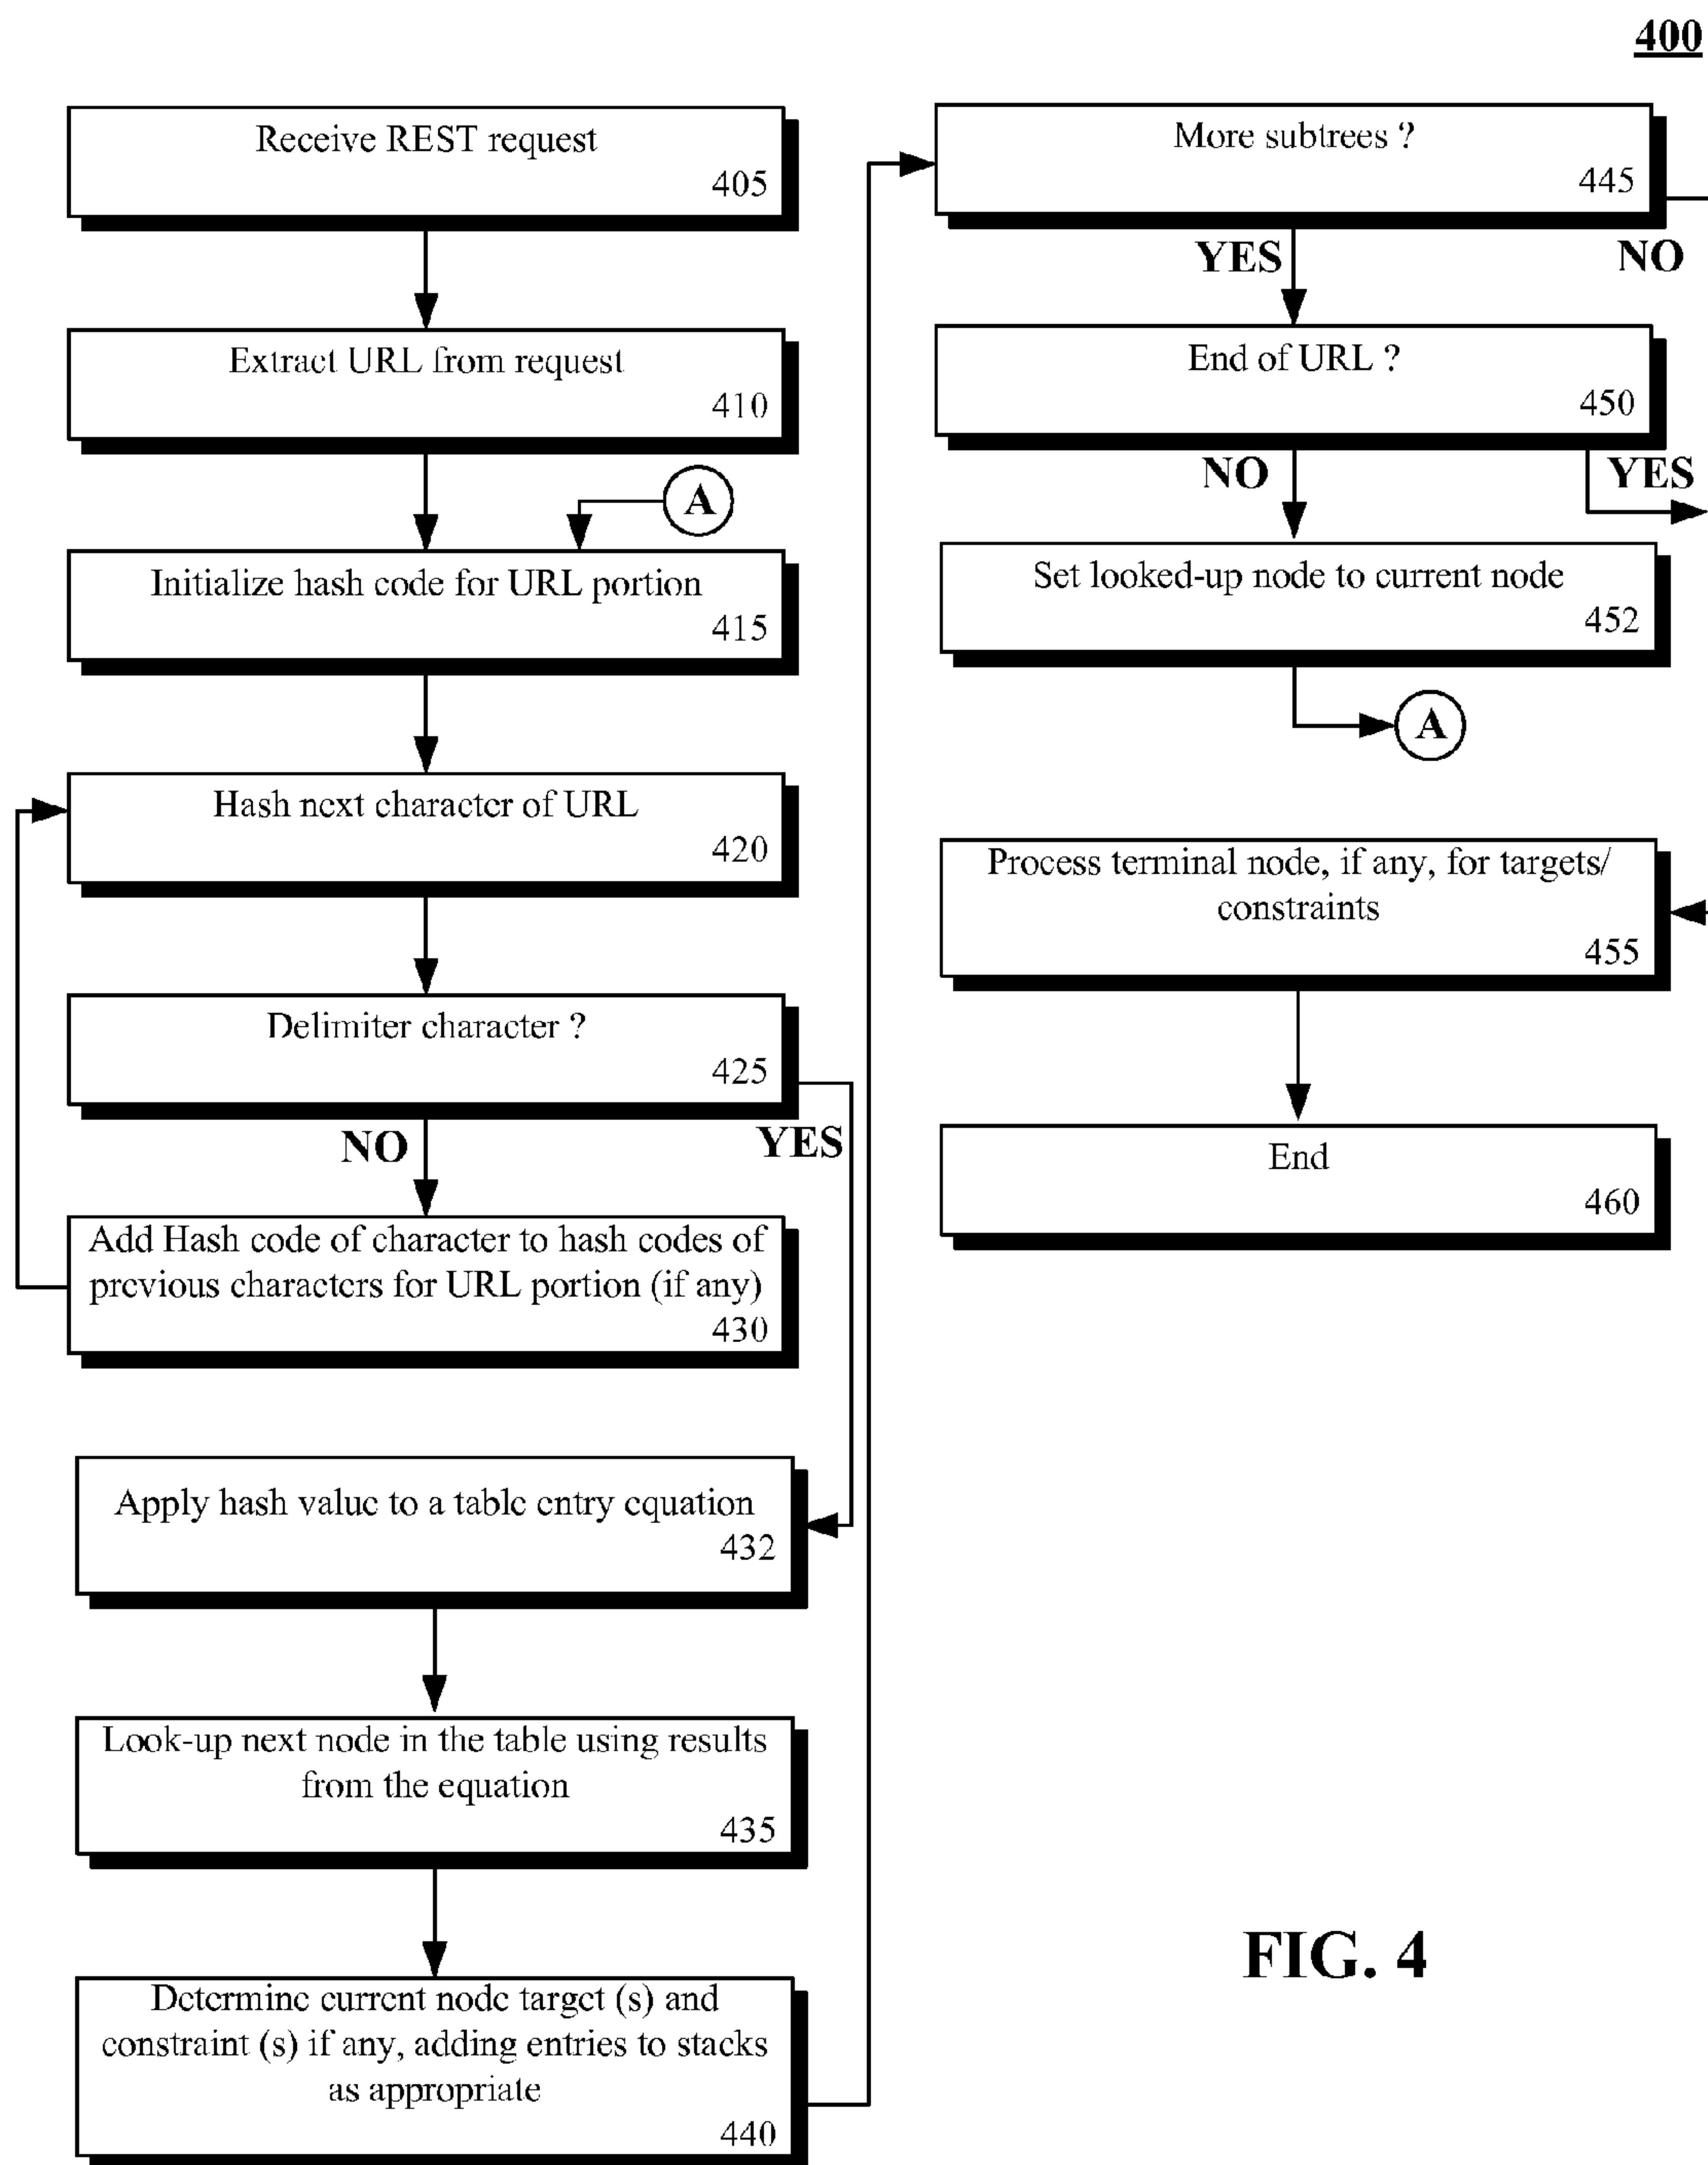 400
Receive REST request
405
Extract URL from request
410
A
Initialize hash code for URL portion
415
Hash next character of URL
420
Delimiter character ?
425
NO
YES
Add Hash code of character to hash codes of
previous characters for URL portion (if any)
430
Apply hash value to a table entry equation
432
Look-up next node in the table using results
from the equation
435
Determine current node target (s) and
constraint (s) if any, adding entries to stacks
as appropriate
440
More subtrees ?
445
YES
NO
End of URL ?
450
NO
YES
Set looked-up node to current node
452
A
Process terminal node, if any, for targets/
constraints
455
End
460
FIG. 4